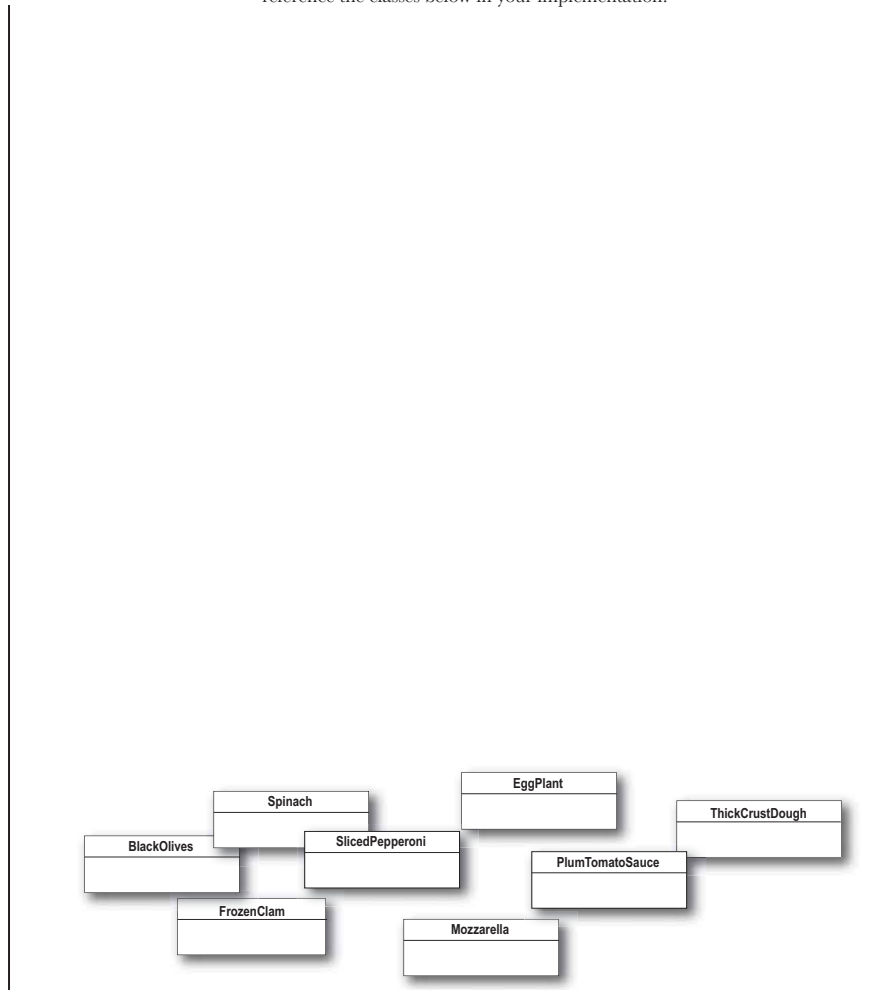 reference the classes below in your implementation.
EggPlant
Spinach
ThickCrustDough
SlicedPepperoni
BlackOlives
PlumTomatoSauce
FrozenClam
Mozzarella